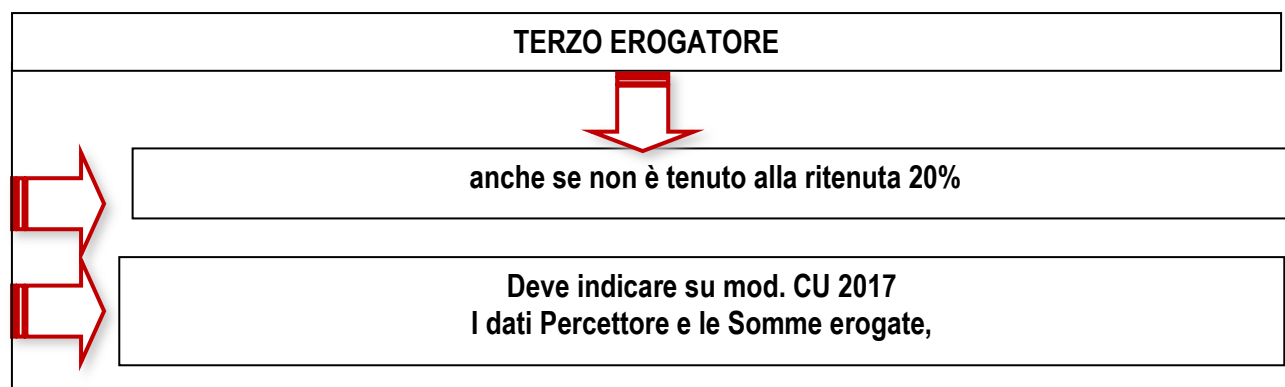 TERZO EROGATORE
anche se non è tenuto alla ritenuta 20%
Deve indicare su mod. CU 2017
I dati Percettore e le Somme erogate,